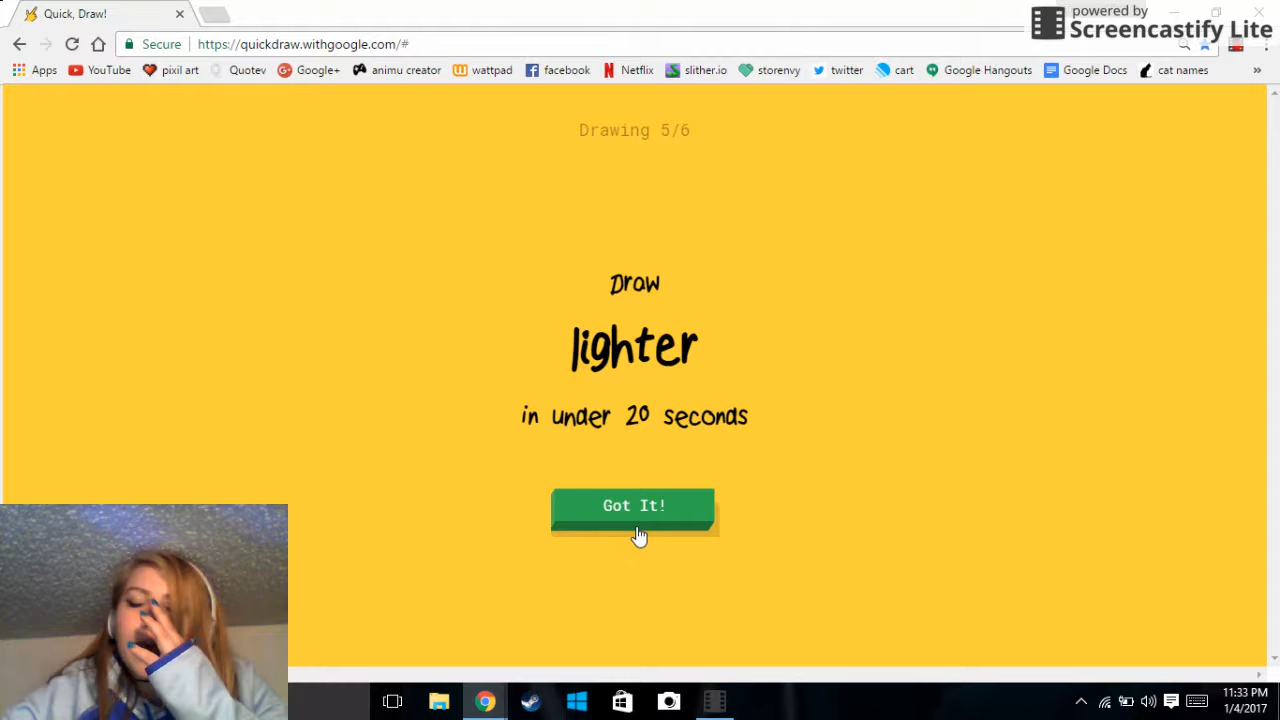 Quick, Draw!
powered by
Screencastify Lite
Secure https://quickdraw.withgoogle.com/#
Apps YouTube pixil art Quotev Google+ animu creator wattpad facebook Netflix slither.io storenvy twitter cart Google Hangouts Google Docs cat names »
Drawing 5/6
Draw
lighter
in under 20 seconds
Got It!
11:33 PM
1/4/2017